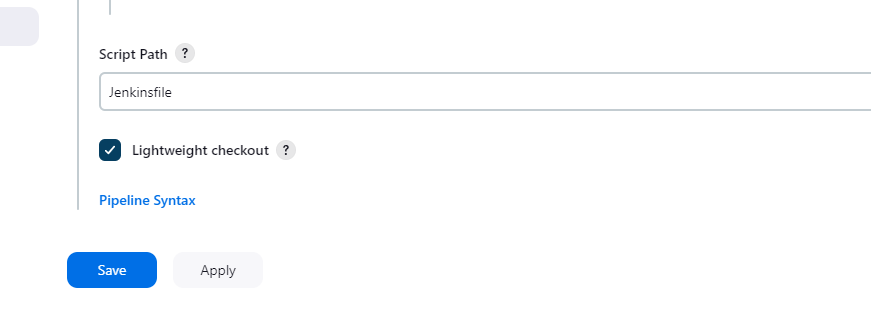 Script Path ?
Jenkinsfile
Lightweight checkout ?
Pipeline Syntax
Save Apply